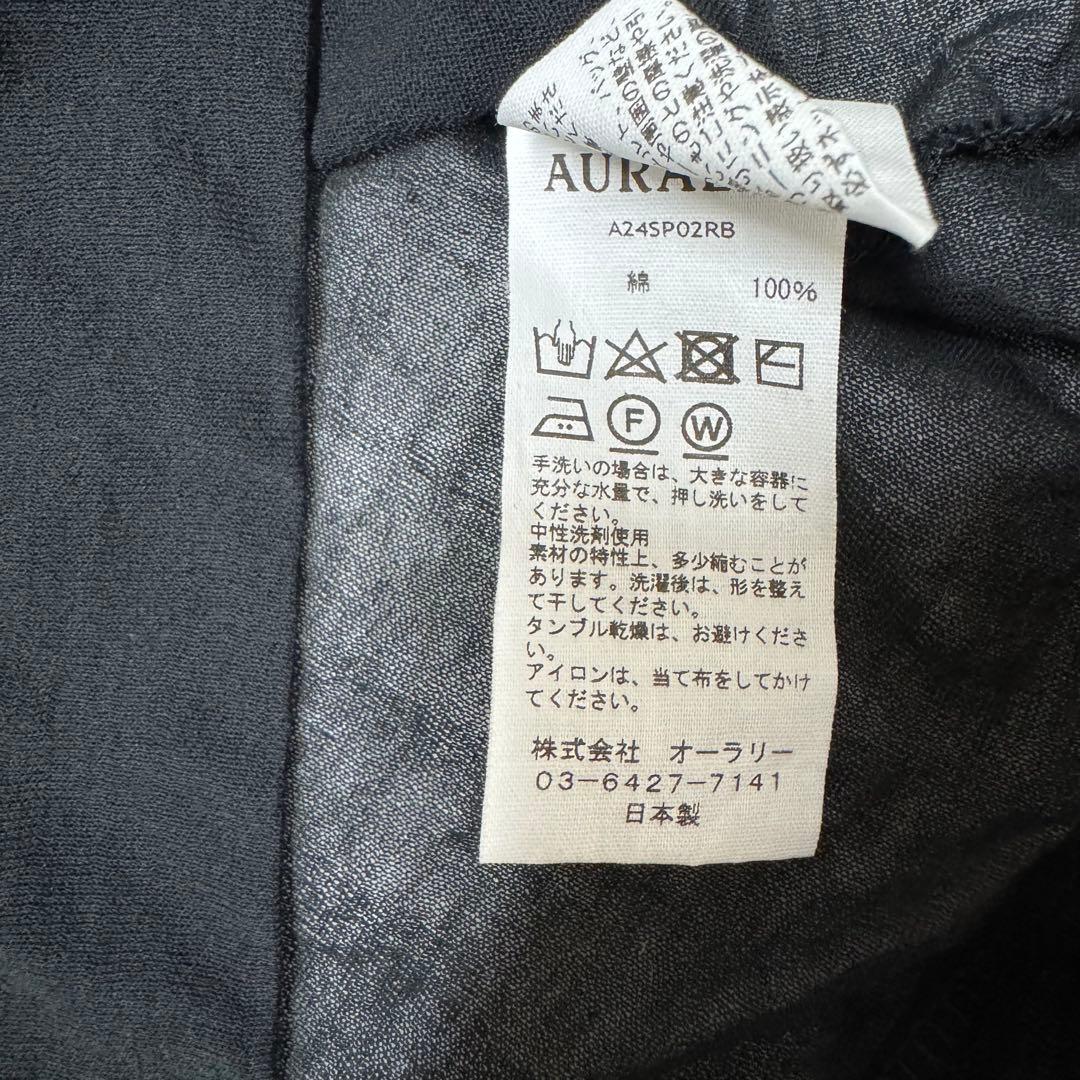 AURAL
A24SP02RB
綿 100%
F W
手洗いの場合は、大きな容器に
充分な水量で、押し洗いをして
ください。
中性洗剤使用
素材の特性上、多少縮むことが
あります。洗濯後は、形を整え
て干してください。
タンブル乾燥は、お避けくださ
い。
アイロンは、当て布をしてかけ
てください。
株式会社 オーラリー
03-6427-7141
日本製